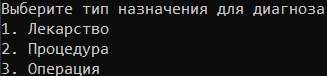 Выберите тип назначения для диагноза
1. Лекарство
2. Процедура
3. Операция